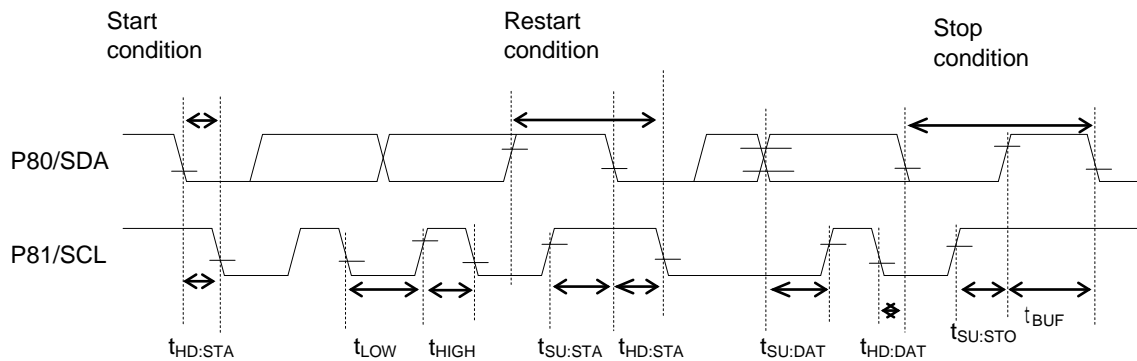 Start
condition
Restart
condition
Stop
condition
P80/SDA
P81/SCL
tHD:STA
tLOW
tHIGH
tSU:STA
tHD:STA
tSU:DAT
tHD:DAT
tSU:STO
tBUF